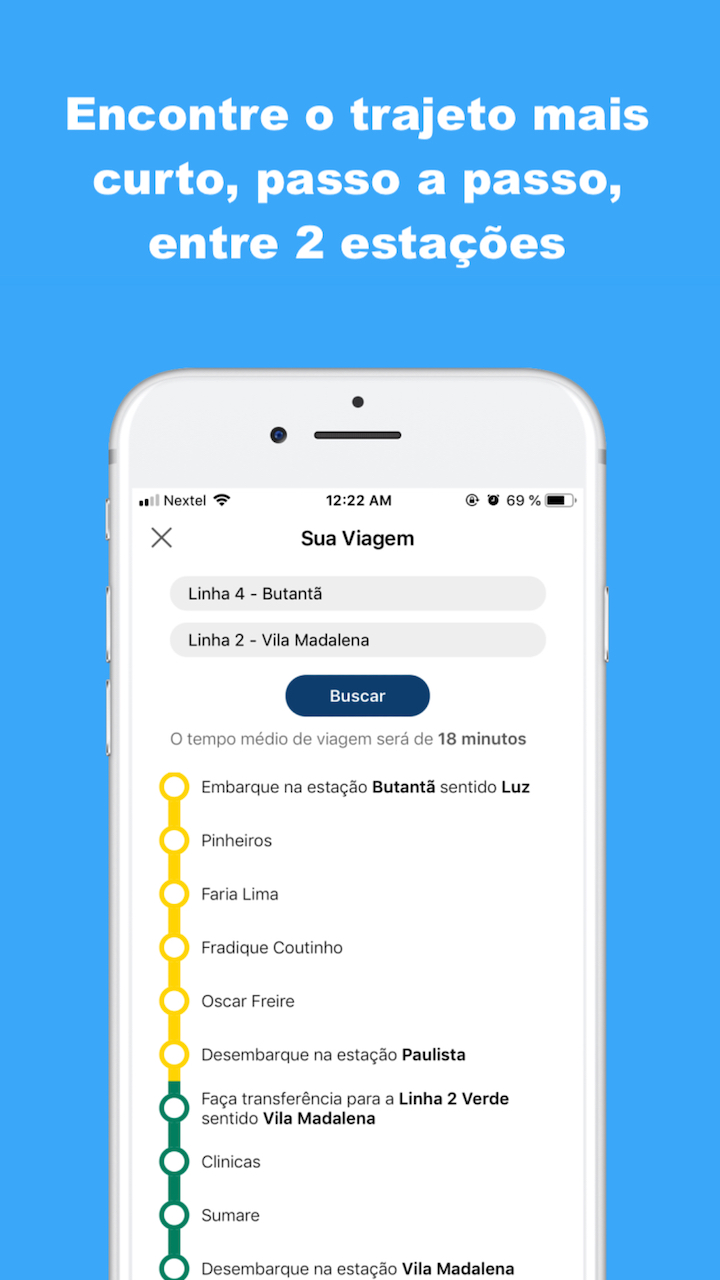 Encontre o trajeto mais
curto, passo a passo,
entre 2 estações
Nextel 12:22 AM 69 %
Sua Viagem
Linha 4 - Butantã
Linha 2 - Vila Madalena
Buscar
O tempo médio de viagem será de 18 minutos
Embarque na estação Butantã sentido Luz
Pinheiros
Faria Lima
Fradique Coutinho
Oscar Freire
Desembarque na estação Paulista
Faça transferência para a Linha 2 Verde
sentido Vila Madalena
Clinicas
Sumare
Desembarque na estação Vila Madalena